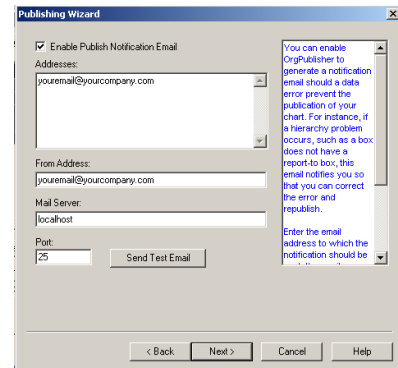 Publishing Wizard
Enable Publish Notification Email
Addresses:
youremail@yourcompany.com
From Address:
youremail@yourcompany.com
Mail Server:
localhost
Port:
25
Send Test Email
You can enable
OrgPublisher to
generate a notification
email should a data
error prevent the
publication of your
chart. For instance, if
a hierarchy problem
occurs, such as a box
does not have a
report-to box, this
email notifies you so
that you can correct
the error and
republish.
Enter the email
address to which the
notification should be
< Back
Next >
Cancel
Help